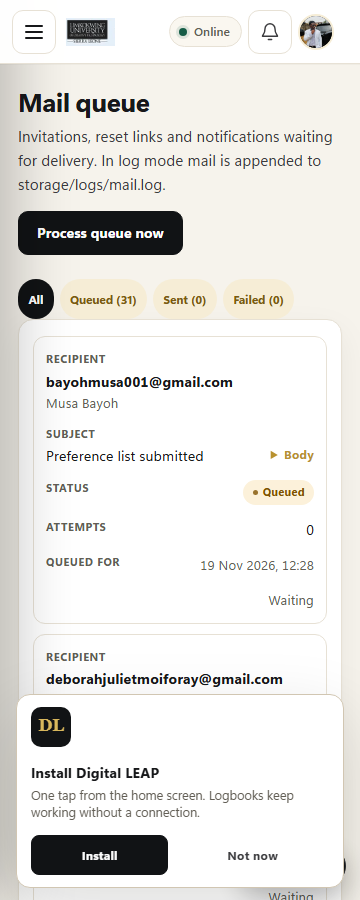 LIMKOKWING
UNIVERSITY
SIERRA LEONE
Online
Mail queue
Invitations, reset links and notifications waiting
for delivery. In log mode mail is appended to
storage/logs/mail.log.
Process queue now
All
Queued (31)
Sent (0)
Failed (0)
RECIPIENT
bayohmusa001@gmail.com
Musa Bayoh
SUBJECT
Preference list submitted
Body
STATUS
Queued
ATTEMPTS
0
QUEUED FOR
19 Nov 2026, 12:28
Waiting
RECIPIENT
deborahjulietmoiforay@gmail.com
DL
Install Digital LEAP
One tap from the home screen. Logbooks keep
working without a connection.
Install
Not now
Waiting